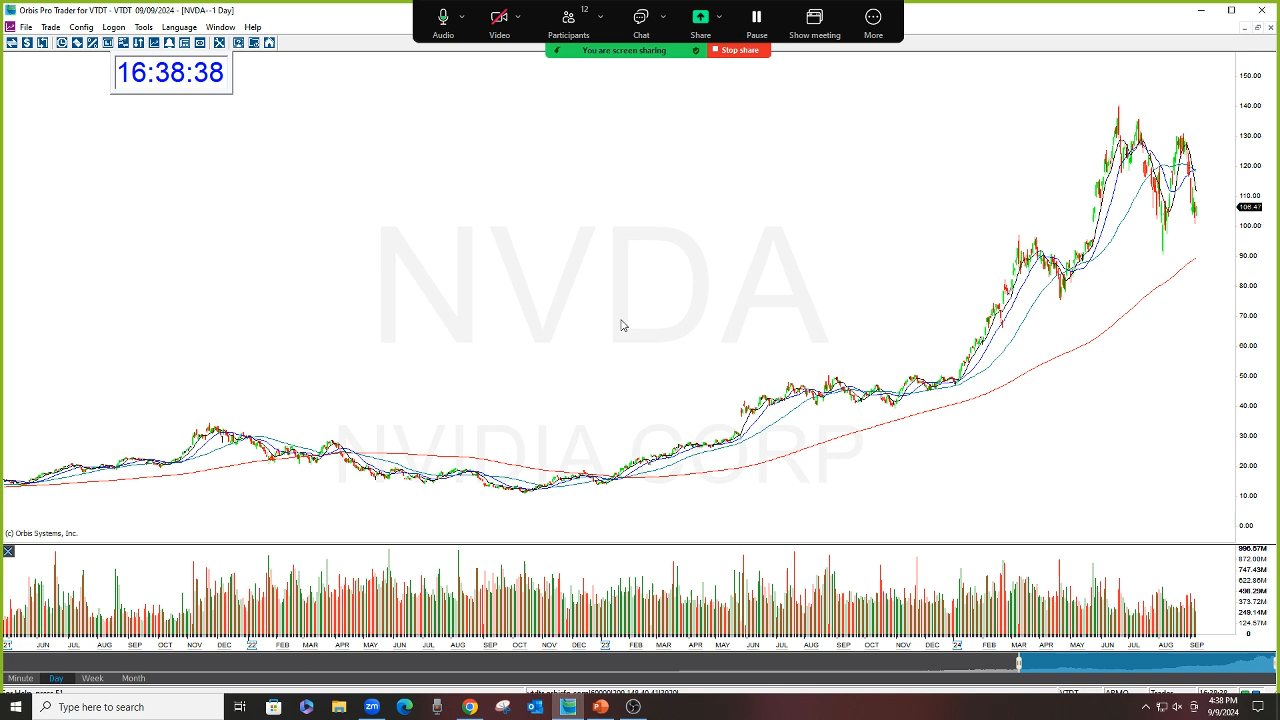 Orbis Pro Trader for VTDT - VTDT 09/09/2024 - [NVDA--1 Day]
File Trade Config Logon Tools Language Window Help
12
Audio Video Participants Chat Share Pause Show meeting More
You are screen sharing Stop share
16:38:38
150.00
140.00
130.00
120.00
110.00
106.47
100.00
90.00
80.00
70.00
60.00
50.00
40.00
30.00
20.00
10.00
0.00
NVDA
NVIDIA CORP
(c) Orbis Systems, Inc.
996.57M
872.00M
747.43M
622.86M
498.29M
373.72M
249.14M
124.57M
0
21 JUN JUL AUG SEP OCT NOV DEC 22 FEB MAR APR MAY JUN JUL AUG SEP OCT NOV DEC 23 FEB MAR APR MAY JUN JUL AUG SEP OCT NOV DEC 24 FEB MAR APR MAY JUN JUL AUG SEP
Minute Day Week Month
Type here to search
4:38 PM
9/9/2024